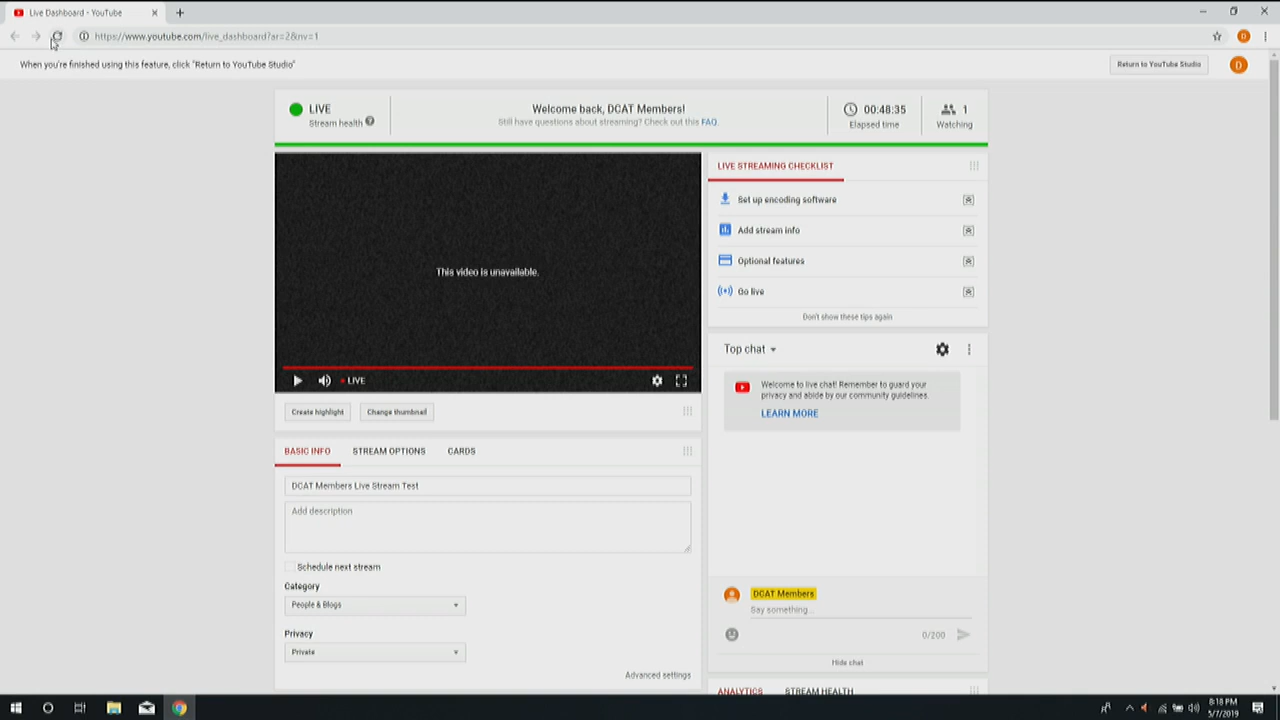 Live Dashboard - YouTube
https://www.youtube.com/live_dashboard?ar=2&nv=1
When you're finished using this feature, click "Return to YouTube Studio"
Return to YouTube Studio
D
D
LIVE
Stream health
Welcome back, DCAT Members!
Still have questions about streaming? Check out this FAQ.
00:48:35
Elapsed time
1
Watching
This video is unavailable.
LIVE
LIVE STREAMING CHECKLIST
Set up encoding software
Add stream info
Optional features
Go live
Don't show these tips again
Top chat
Welcome to live chat! Remember to guard your
privacy and abide by our community guidelines.
LEARN MORE
Create highlight
Change thumbnail
BASIC INFO
STREAM OPTIONS
CARDS
DCAT Members Live Stream Test
Add description
Schedule next stream
Category
People & Blogs
Privacy
Private
Advanced settings
DCAT Members
Say something...
0/200
Hide chat
ANALYTICS
STREAM HEALTH
8:18 PM
5/7/2019